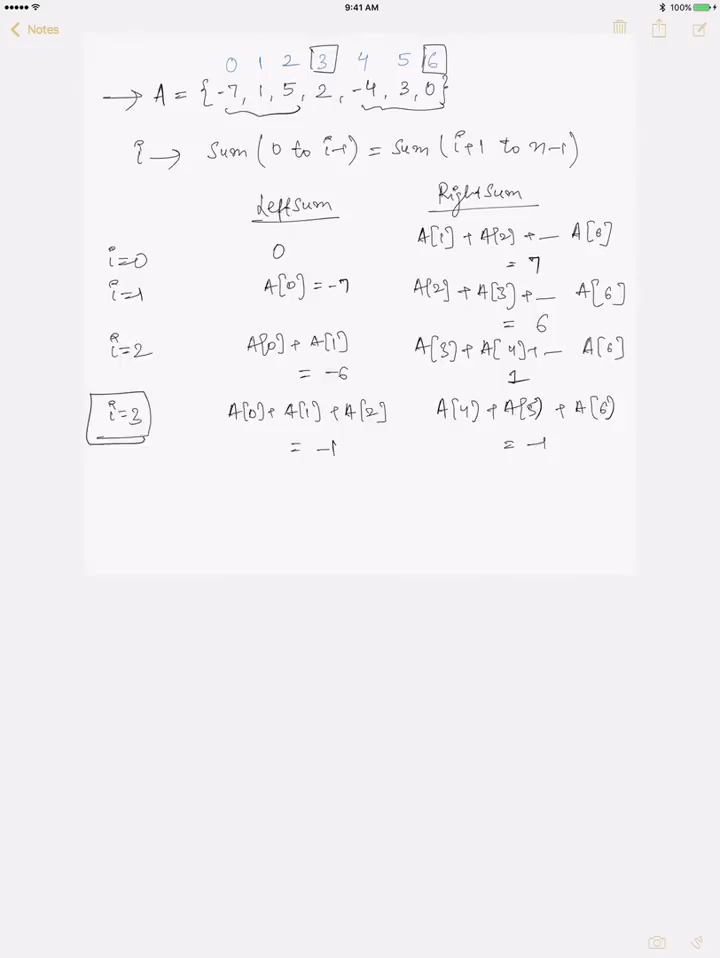 9:41 AM
100%
Notes
0 1 2 3 4 5 6
→ A = {-7, 1, 5, 2, -4, 3, 0}
i → Sum (0 to i-1) = Sum (i+1 to n-1)
LeftSum RightSum
i=0 0 A[1] + A[2] + — A[6]
= 7
i=1 A[0] = -7 A[2] + A[3] + — A[6]
= 6
i=2 A[0] + A[1] A[3] + A[4] + — A[6]
= -6 1
i=3 A[0] + A[1] + A[2] A[4] + A[5] + A[6]
= -1 = -1